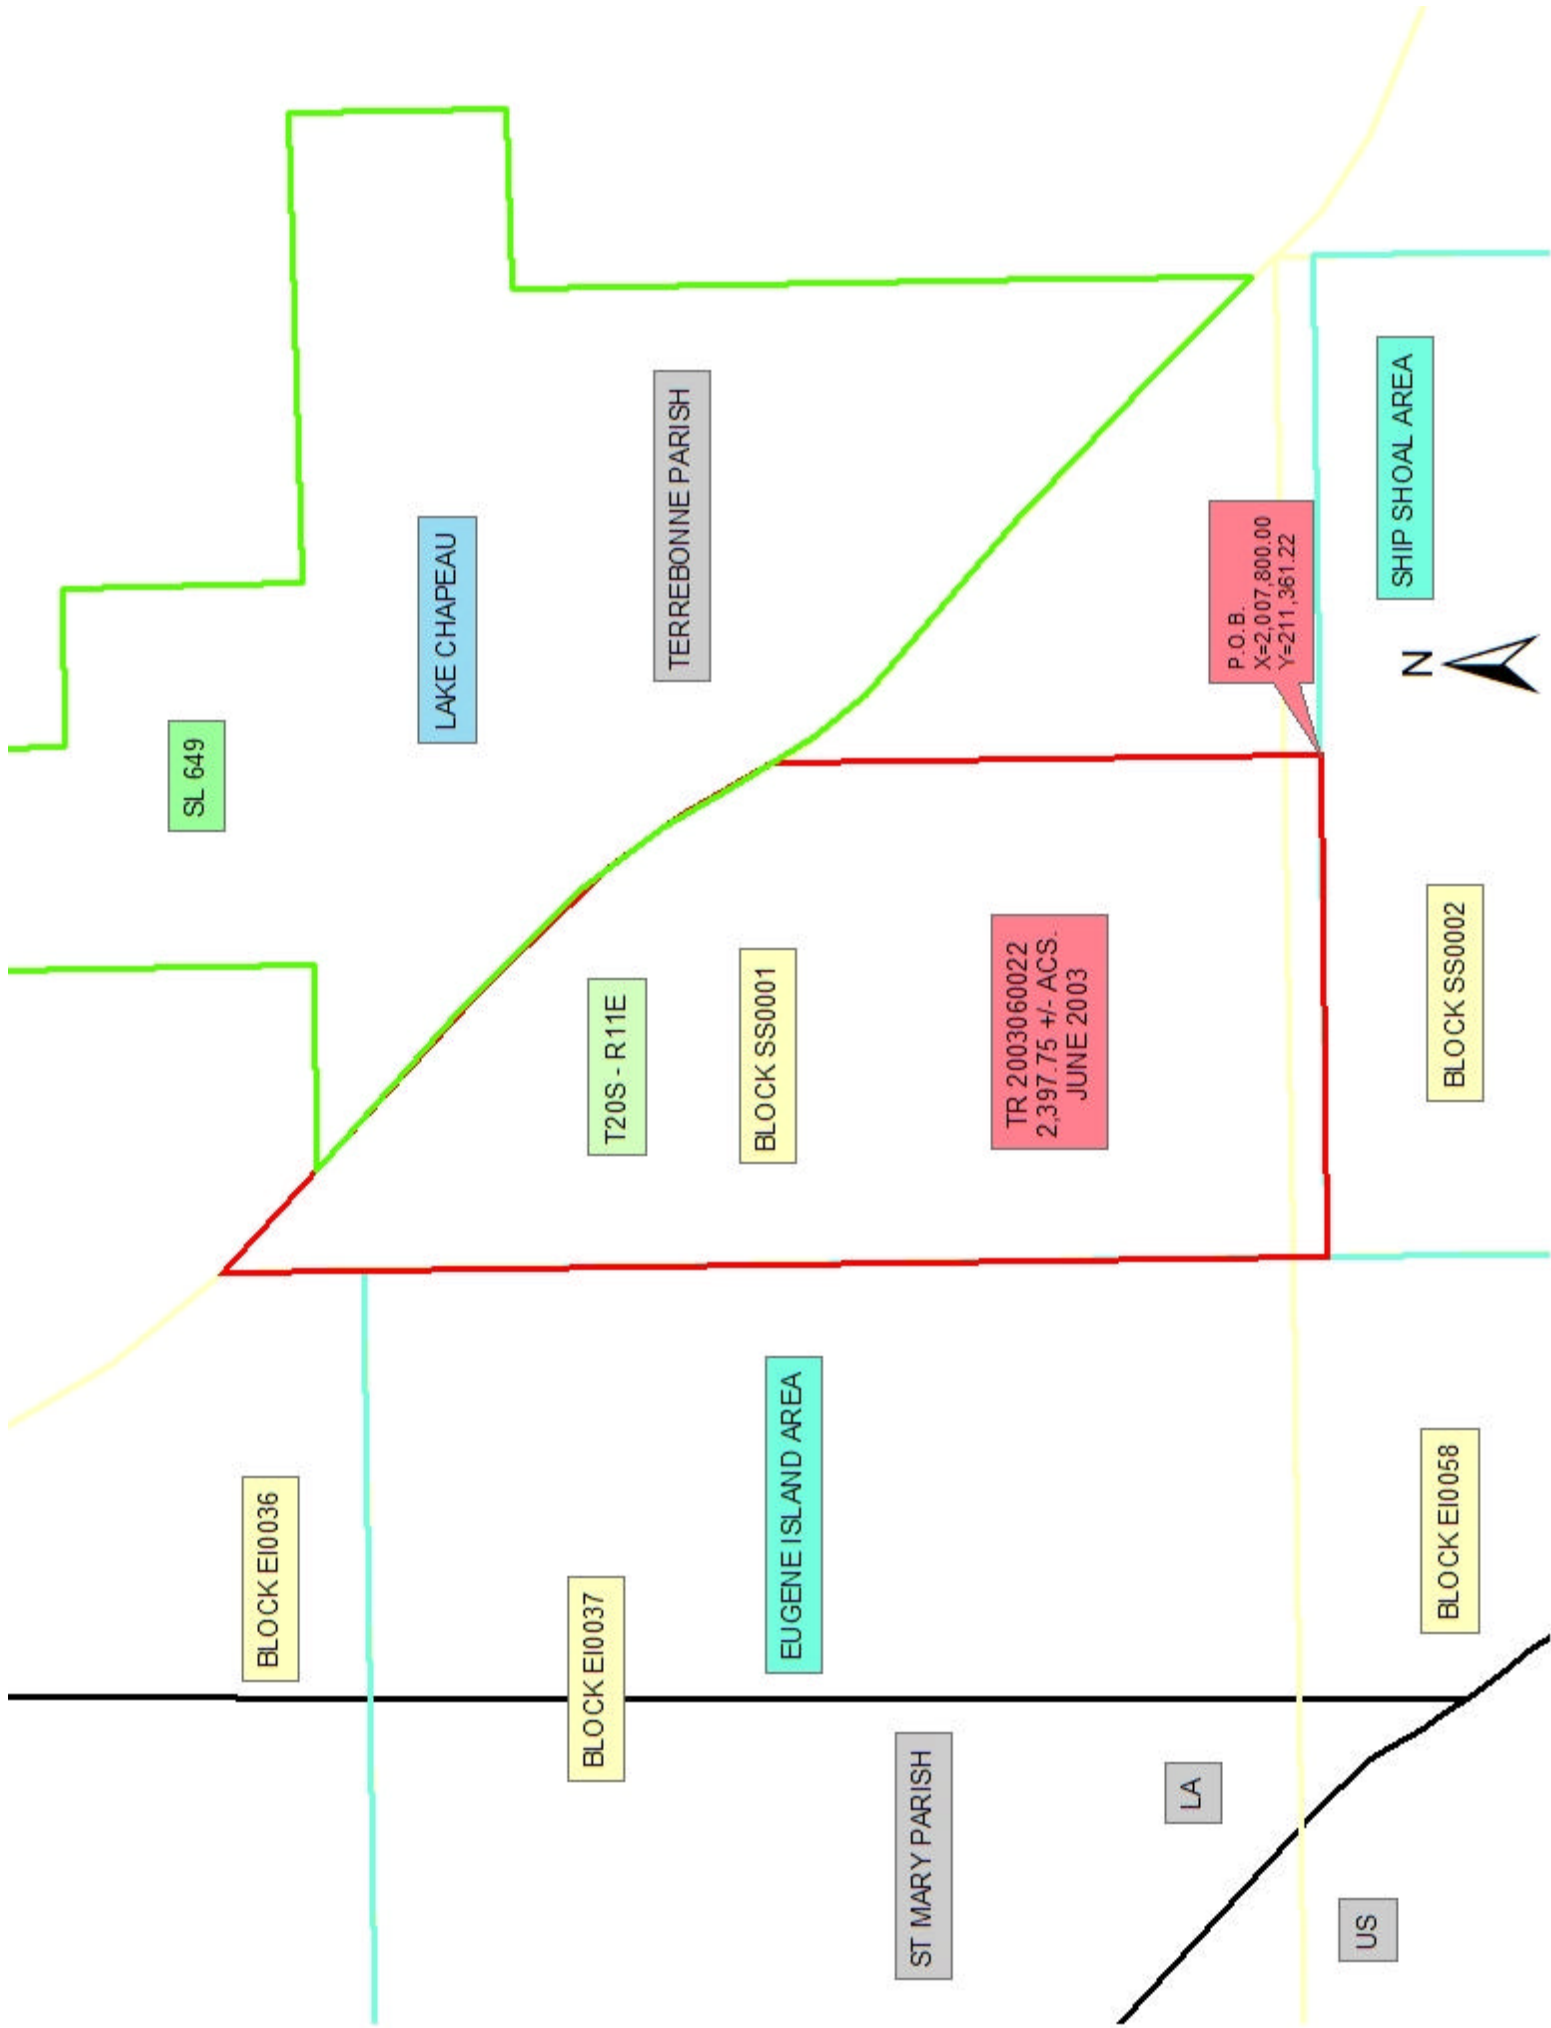 SL 649
LAKE CHAPEAU
TERREBONNE PARISH
P.O.B.
X=2,007,800.00
Y=211,361.22
SHIP SHOAL AREA
N
T20S - R11E
BLOCK SS0001
TR 2003060022
2,397.75 +/- ACS.
JUNE 2003
BLOCK SS0002
BLOCK EI0036
BLOCK EI0037
EUGENE ISLAND AREA
BLOCK EI0058
ST MARY PARISH
LA
US